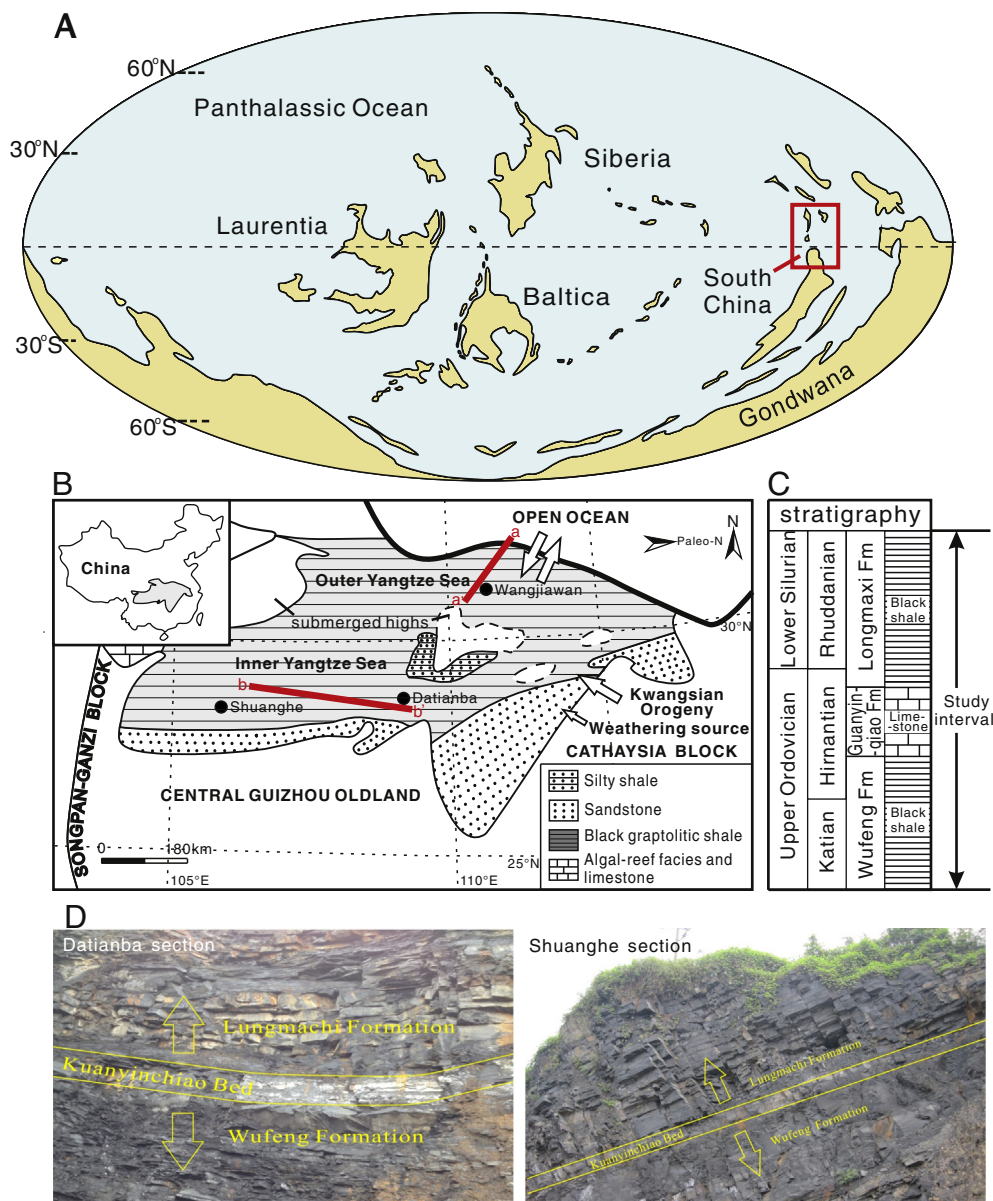 A
60°N
Panthalassic Ocean
30°N
Siberia
Laurentia
South
China
Baltica
30°S
Gondwana
60°S
B
OPEN OCEAN
a
N
Paleo-N
China
Outer Yangtze Sea
Wangjiawan
a'
submerged highs
30°N
Inner Yangtze Sea
b
Datianba
Shuanghe
b'
Kwangsian
Orogeny
Weathering source
CATHAYSIA BLOCK
SONGPAN-GANZI BLOCK
CENTRAL GUIZHOU OLDLAND
Silty shale
Sandstone
Black graptolitic shale
Algal-reef facies and
limestone
0
180km
25°N
105°E
110°E
C
stratigraphy
Lower Silurian
Rhuddanian
Longmaxi Fm
Black
shale
Upper Ordovician
Hirnantian
Guanyin
-qiao Fm
Lime-
stone
Study
interval
Katian
Wufeng Fm
Black
shale
D
Datianba section
Lungmachi Formation
Kuanyinchiao Bed
Wufeng Formation
Shuanghe section
Lungmachi Formation
Kuanyinchiao Bed
Wufeng Formation